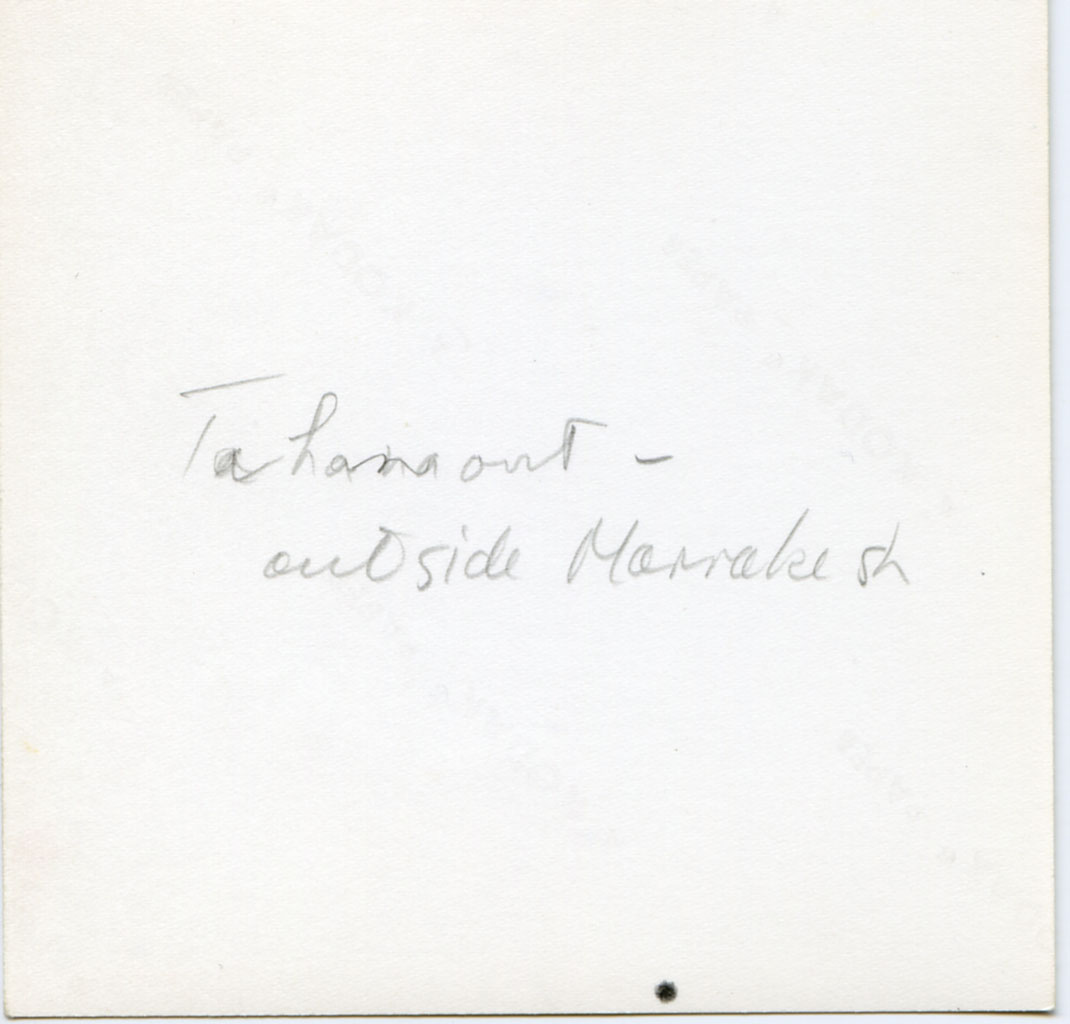 Tahanaout -
outside Marrakesh